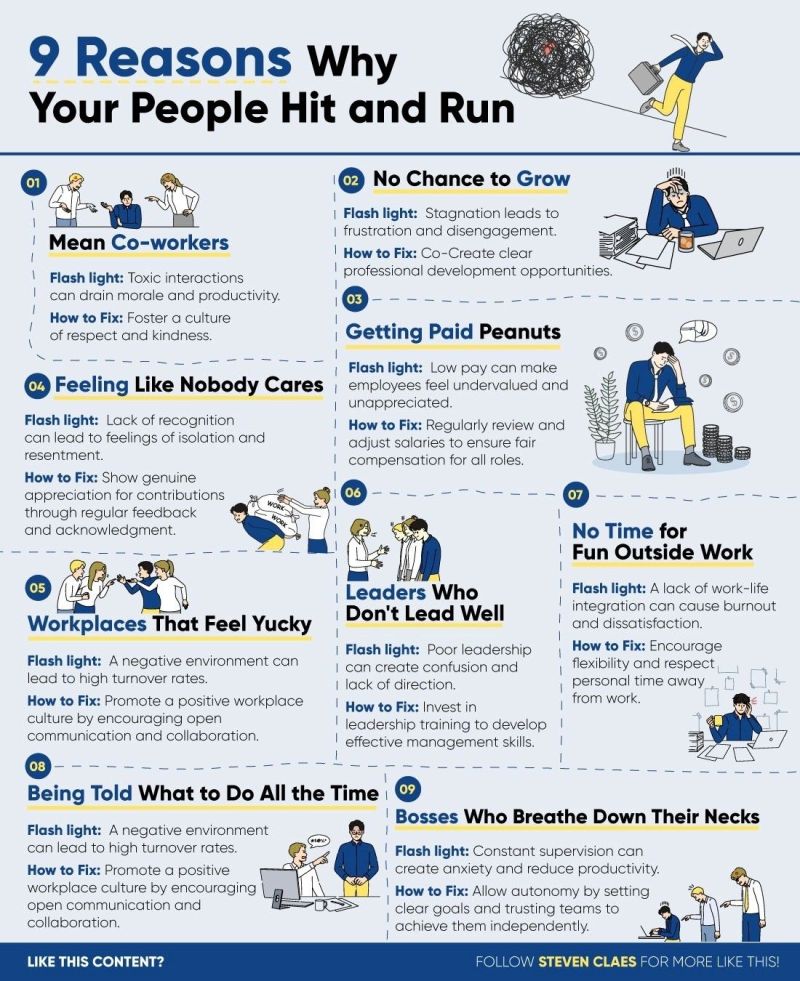 9 Reasons Why
Your People Hit and Run
01
Mean Co-workers
Flash light: Toxic interactions
can drain morale and productivity.
How to Fix: Foster a culture
of respect and kindness.
02 No Chance to Grow
Flash light: Stagnation leads to
frustration and disengagement.
How to Fix: Co-Create clear
professional development opportunities.
03
Getting Paid Peanuts
Flash light: Low pay can make
employees feel undervalued and
unappreciated.
How to Fix: Regularly review and
adjust salaries to ensure fair
compensation for all roles.
04 Feeling Like Nobody Cares
Flash light: Lack of recognition
can lead to feelings of isolation and
resentment.
How to Fix: Show genuine
appreciation for contributions
through regular feedback
and acknowledgment.
WORK
WORK
05
Workplaces That Feel Yucky
Flash light: A negative environment can
lead to high turnover rates.
How to Fix: Promote a positive workplace
culture by encouraging open
communication and collaboration.
06
Leaders Who
Don't Lead Well
Flash light: Poor leadership
can create confusion and
lack of direction.
How to Fix: Invest in
leadership training to develop
effective management skills.
07
No Time for
Fun Outside Work
Flash light: A lack of work-life
integration can cause burnout
and dissatisfaction.
How to Fix: Encourage
flexibility and respect
personal time away
from work.
08
Being Told What to Do All the Time
Flash light: A negative environment
can lead to high turnover rates.
How to Fix: Promote a positive
workplace culture by encouraging
open communication and
collaboration.
09
Bosses Who Breathe Down Their Necks
Flash light: Constant supervision can
create anxiety and reduce productivity.
How to Fix: Allow autonomy by setting
clear goals and trusting teams to
achieve them independently.
LIKE THIS CONTENT?
FOLLOW STEVEN CLAES FOR MORE LIKE THIS!